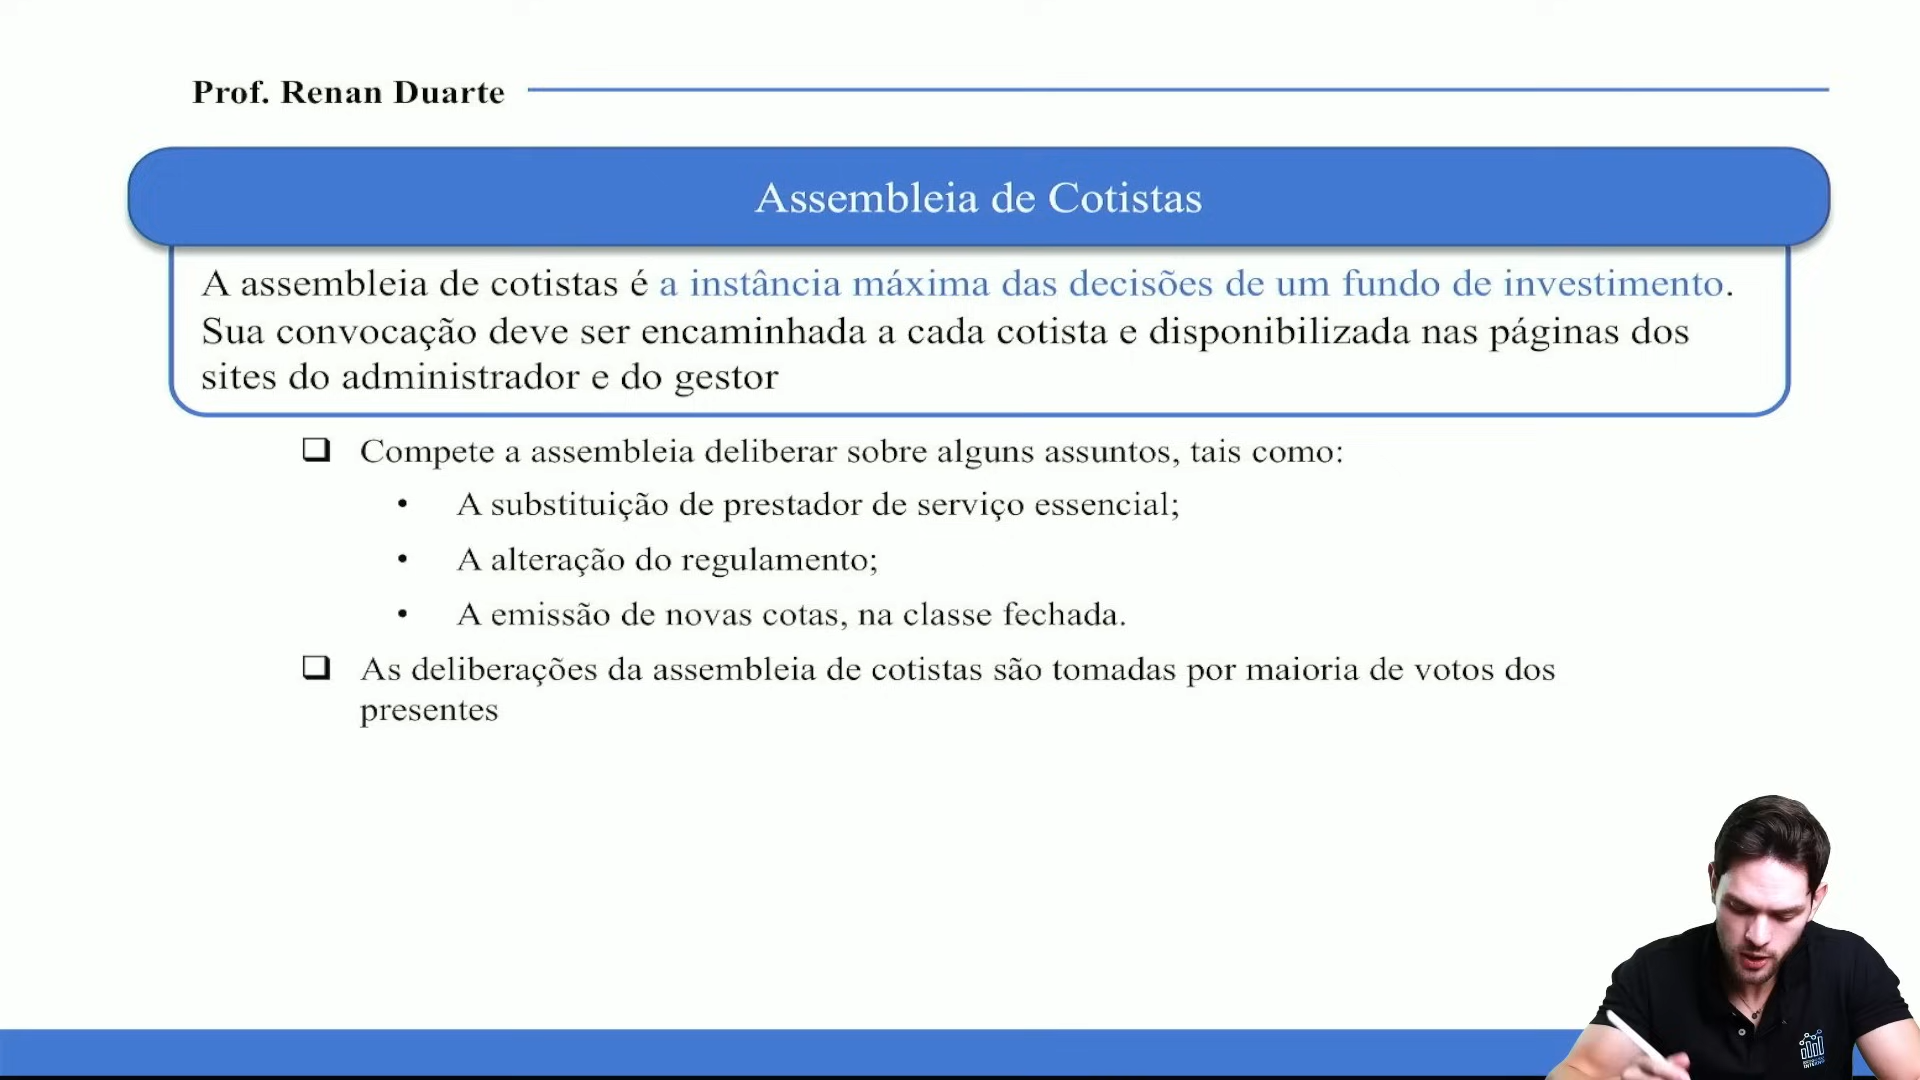 Prof. Renan Duarte
Assembleia de Cotistas
A assembleia de cotistas é a instância máxima das decisões de um fundo de investimento.
Sua convocação deve ser encaminhada a cada cotista e disponibilizada nas páginas dos
sites do administrador e do gestor
❑ Compete a assembleia deliberar sobre alguns assuntos, tais como:
• A substituição de prestador de serviço essencial;
• A alteração do regulamento;
• A emissão de novas cotas, na classe fechada.
❑ As deliberações da assembleia de cotistas são tomadas por maioria de votos dos
presentes